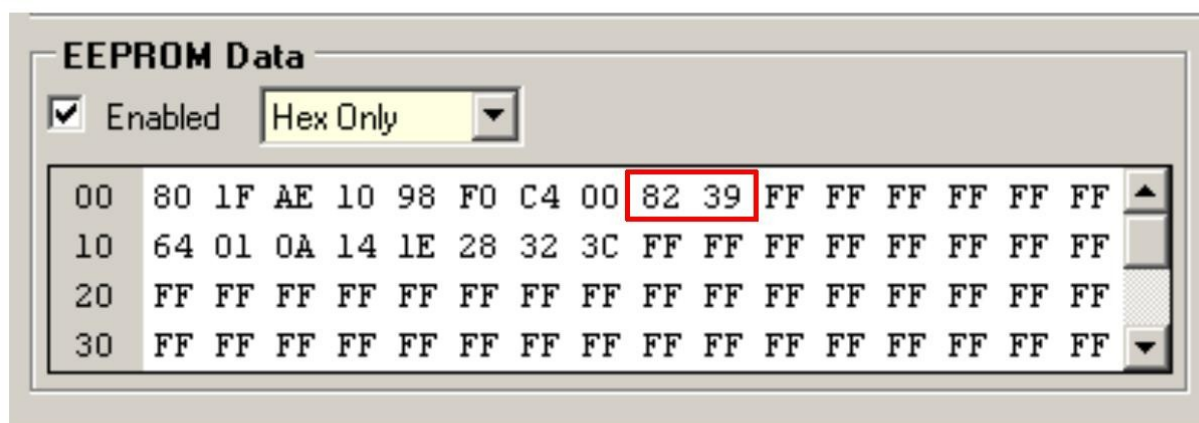 EEPROM Data
Enabled Hex Only
00 80 1F AE 10 98 F0 C4 00 82 39 FF FF FF FF FF FF
10 64 01 0A 14 1E 28 32 3C FF FF FF FF FF FF FF FF
20 FF FF FF FF FF FF FF FF FF FF FF FF FF FF FF FF
30 FF FF FF FF FF FF FF FF FF FF FF FF FF FF FF FF